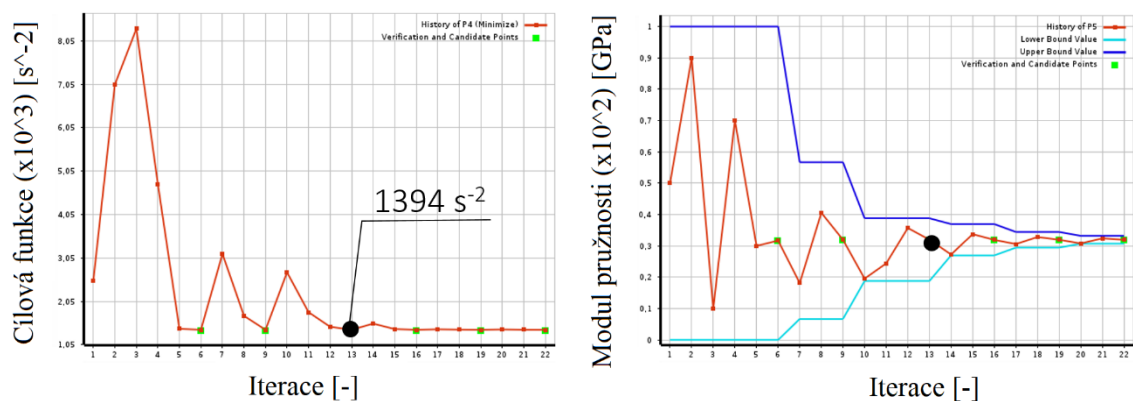 Cílová funkce (x10^3) [s^-2]
History of P4 (Minimize)
Verification and Candidate Points
8,05
7,05
6,05
5,05
4,05
3,05
2,05
1,05
1394 s⁻²
1 2 3 4 5 6 7 8 9 10 11 12 13 14 15 16 17 18 19 20 21 22
Iterace [-]
Modul pružnosti (x10^2) [GPa]
History of P5
Lower Bound Value
Upper Bound Value
Verification and Candidate Points
1
0,9
0,8
0,7
0,6
0,5
0,4
0,3
0,2
0,1
0
1 2 3 4 5 6 7 8 9 10 11 12 13 14 15 16 17 18 19 20 21 22
Iterace [-]